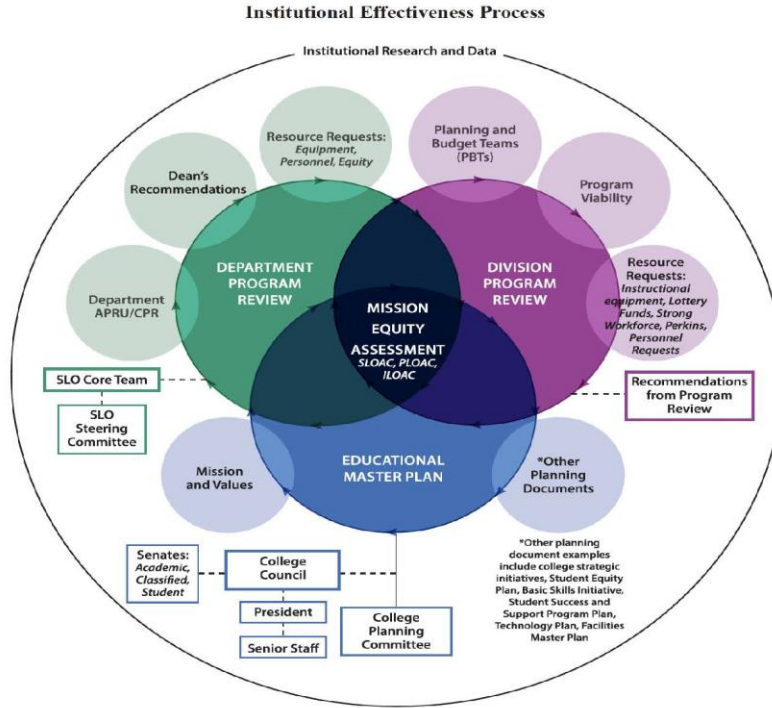 Institutional Effectiveness Process
Institutional Research and Data
Resource Requests:
Equipment,
Personnel, Equity
Planning and
Budget Teams
(PBTs)
Dean's
Recommendations
Program
Viability
DEPARTMENT
PROGRAM
REVIEW
DIVISION
PROGRAM
REVIEW
Department
APRU/CPR
Resource
Requests:
Instructional
equipment, Lottery
Funds, Strong
Workforce, Perkins,
Personnel
Requests
MISSION
EQUITY
ASSESSMENT
SLOAC, PLOAC,
ILOAC
SLO Core Team
SLO
Steering
Committee
Recommendations
from Program
Review
Mission
and Values
EDUCATIONAL
MASTER PLAN
*Other
Planning
Documents
Senates:
Academic,
Classified,
Student
College
Council
President
Senior Staff
College
Planning
Committee
*Other planning
document examples
include college strategic
initiatives, Student Equity
Plan, Basic Skills Initiative,
Student Success and
Support Program Plan,
Technology Plan, Facilities
Master Plan